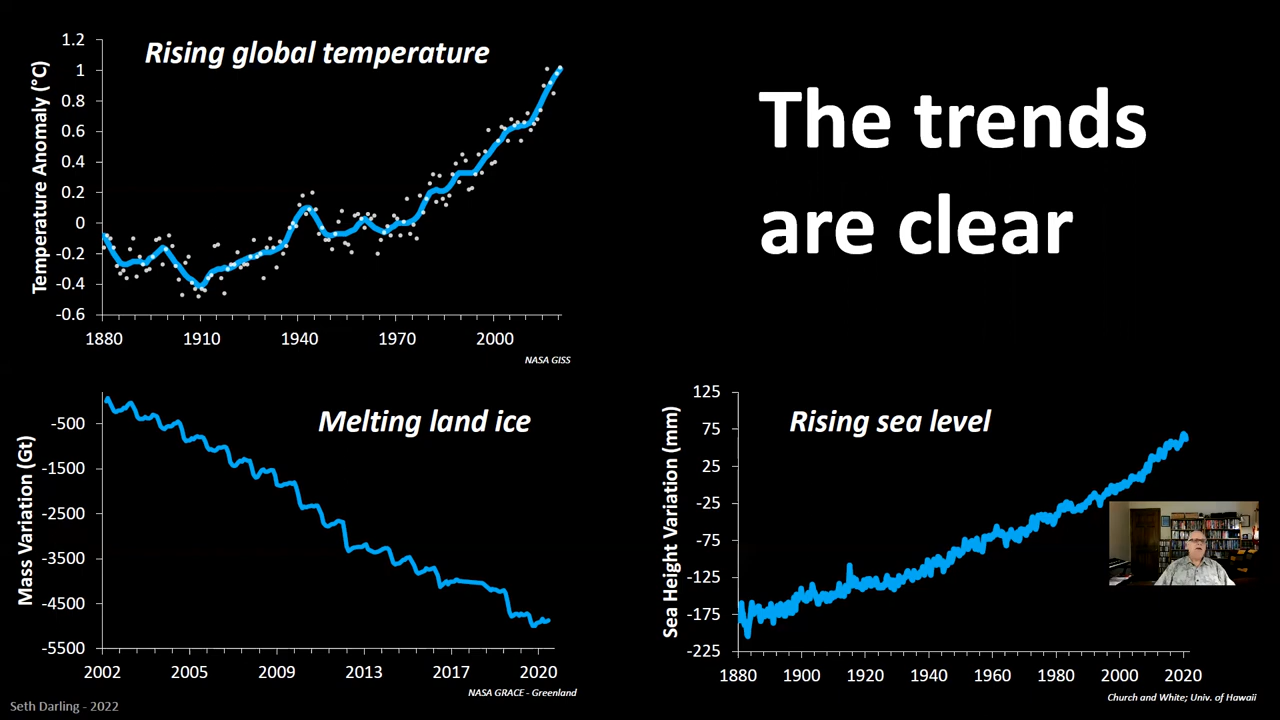 Rising global temperature
Temperature Anomaly (°C)
1.2
1
0.8
0.6
0.4
0.2
0
-0.2
-0.4
-0.6
1880 1910 1940 1970 2000
NASA GISS
The trends
are clear
Melting land ice
Mass Variation (Gt)
-500
-1500
-2500
-3500
-4500
-5500
2002 2005 2009 2013 2017 2020
NASA GRACE - Greenland
Rising sea level
Sea Height Variation (mm)
125
75
25
-25
-75
-125
-175
-225
1880 1900 1920 1940 1960 1980 2000 2020
Church and White; Univ. of Hawaii
Seth Darling - 2022